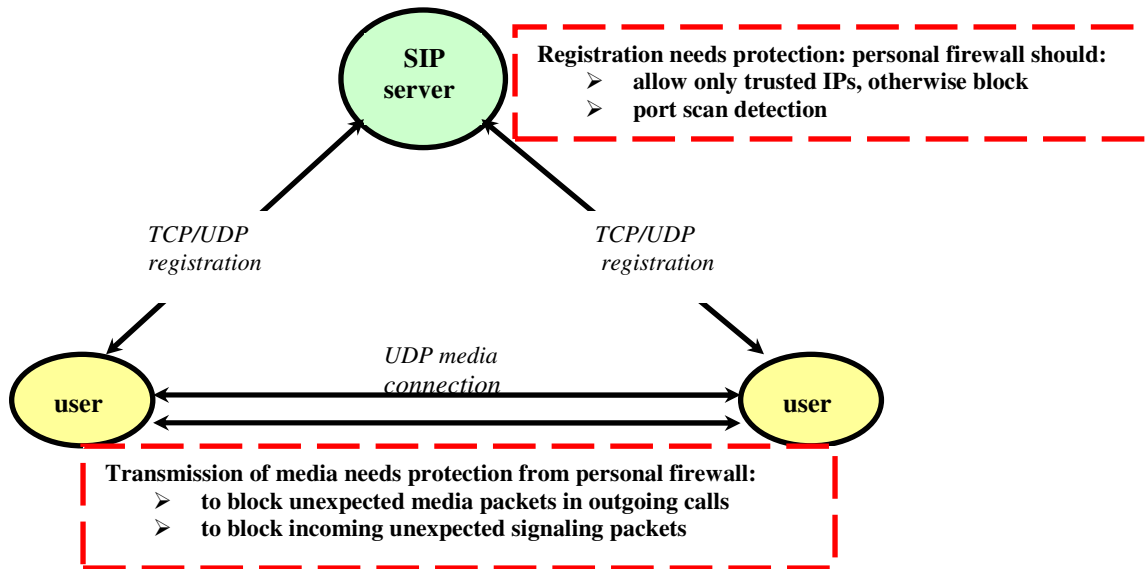 SIP
server
Registration needs protection: personal firewall should:
➢ allow only trusted IPs, otherwise block
➢ port scan detection
TCP/UDP
registration
TCP/UDP
registration
UDP media
connection
user
user
Transmission of media needs protection from personal firewall:
➢ to block unexpected media packets in outgoing calls
➢ to block incoming unexpected signaling packets